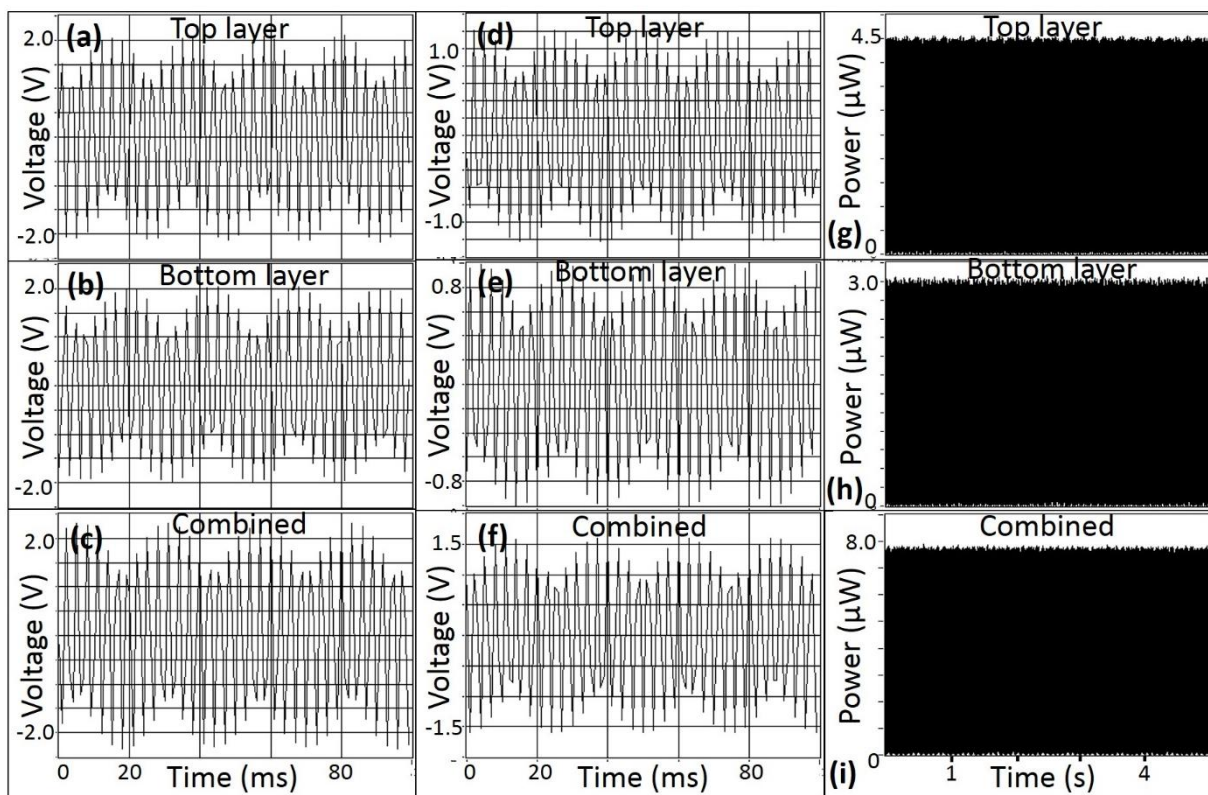 (a) Top layer
2.0
Voltage (V)
-2.0
(b) Bottom layer
2.0
Voltage (V)
-2.0
(c) Combined
2.0
Voltage (V)
-2.0
0 20 Time (ms) 80
(d) Top layer
1.0
Voltage (V)
-1.0
(e) Bottom layer
0.8
Voltage (V)
-0.8
(f) Combined
1.5
Voltage (V)
-1.5
0 20 Time (ms) 80
Top layer
4.5
Power (µW)
(g) 0
Bottom layer
3.0
Power (µW)
(h) 0
Combined
8.0
Power (µW)
0
(i) 1 Time (s) 4